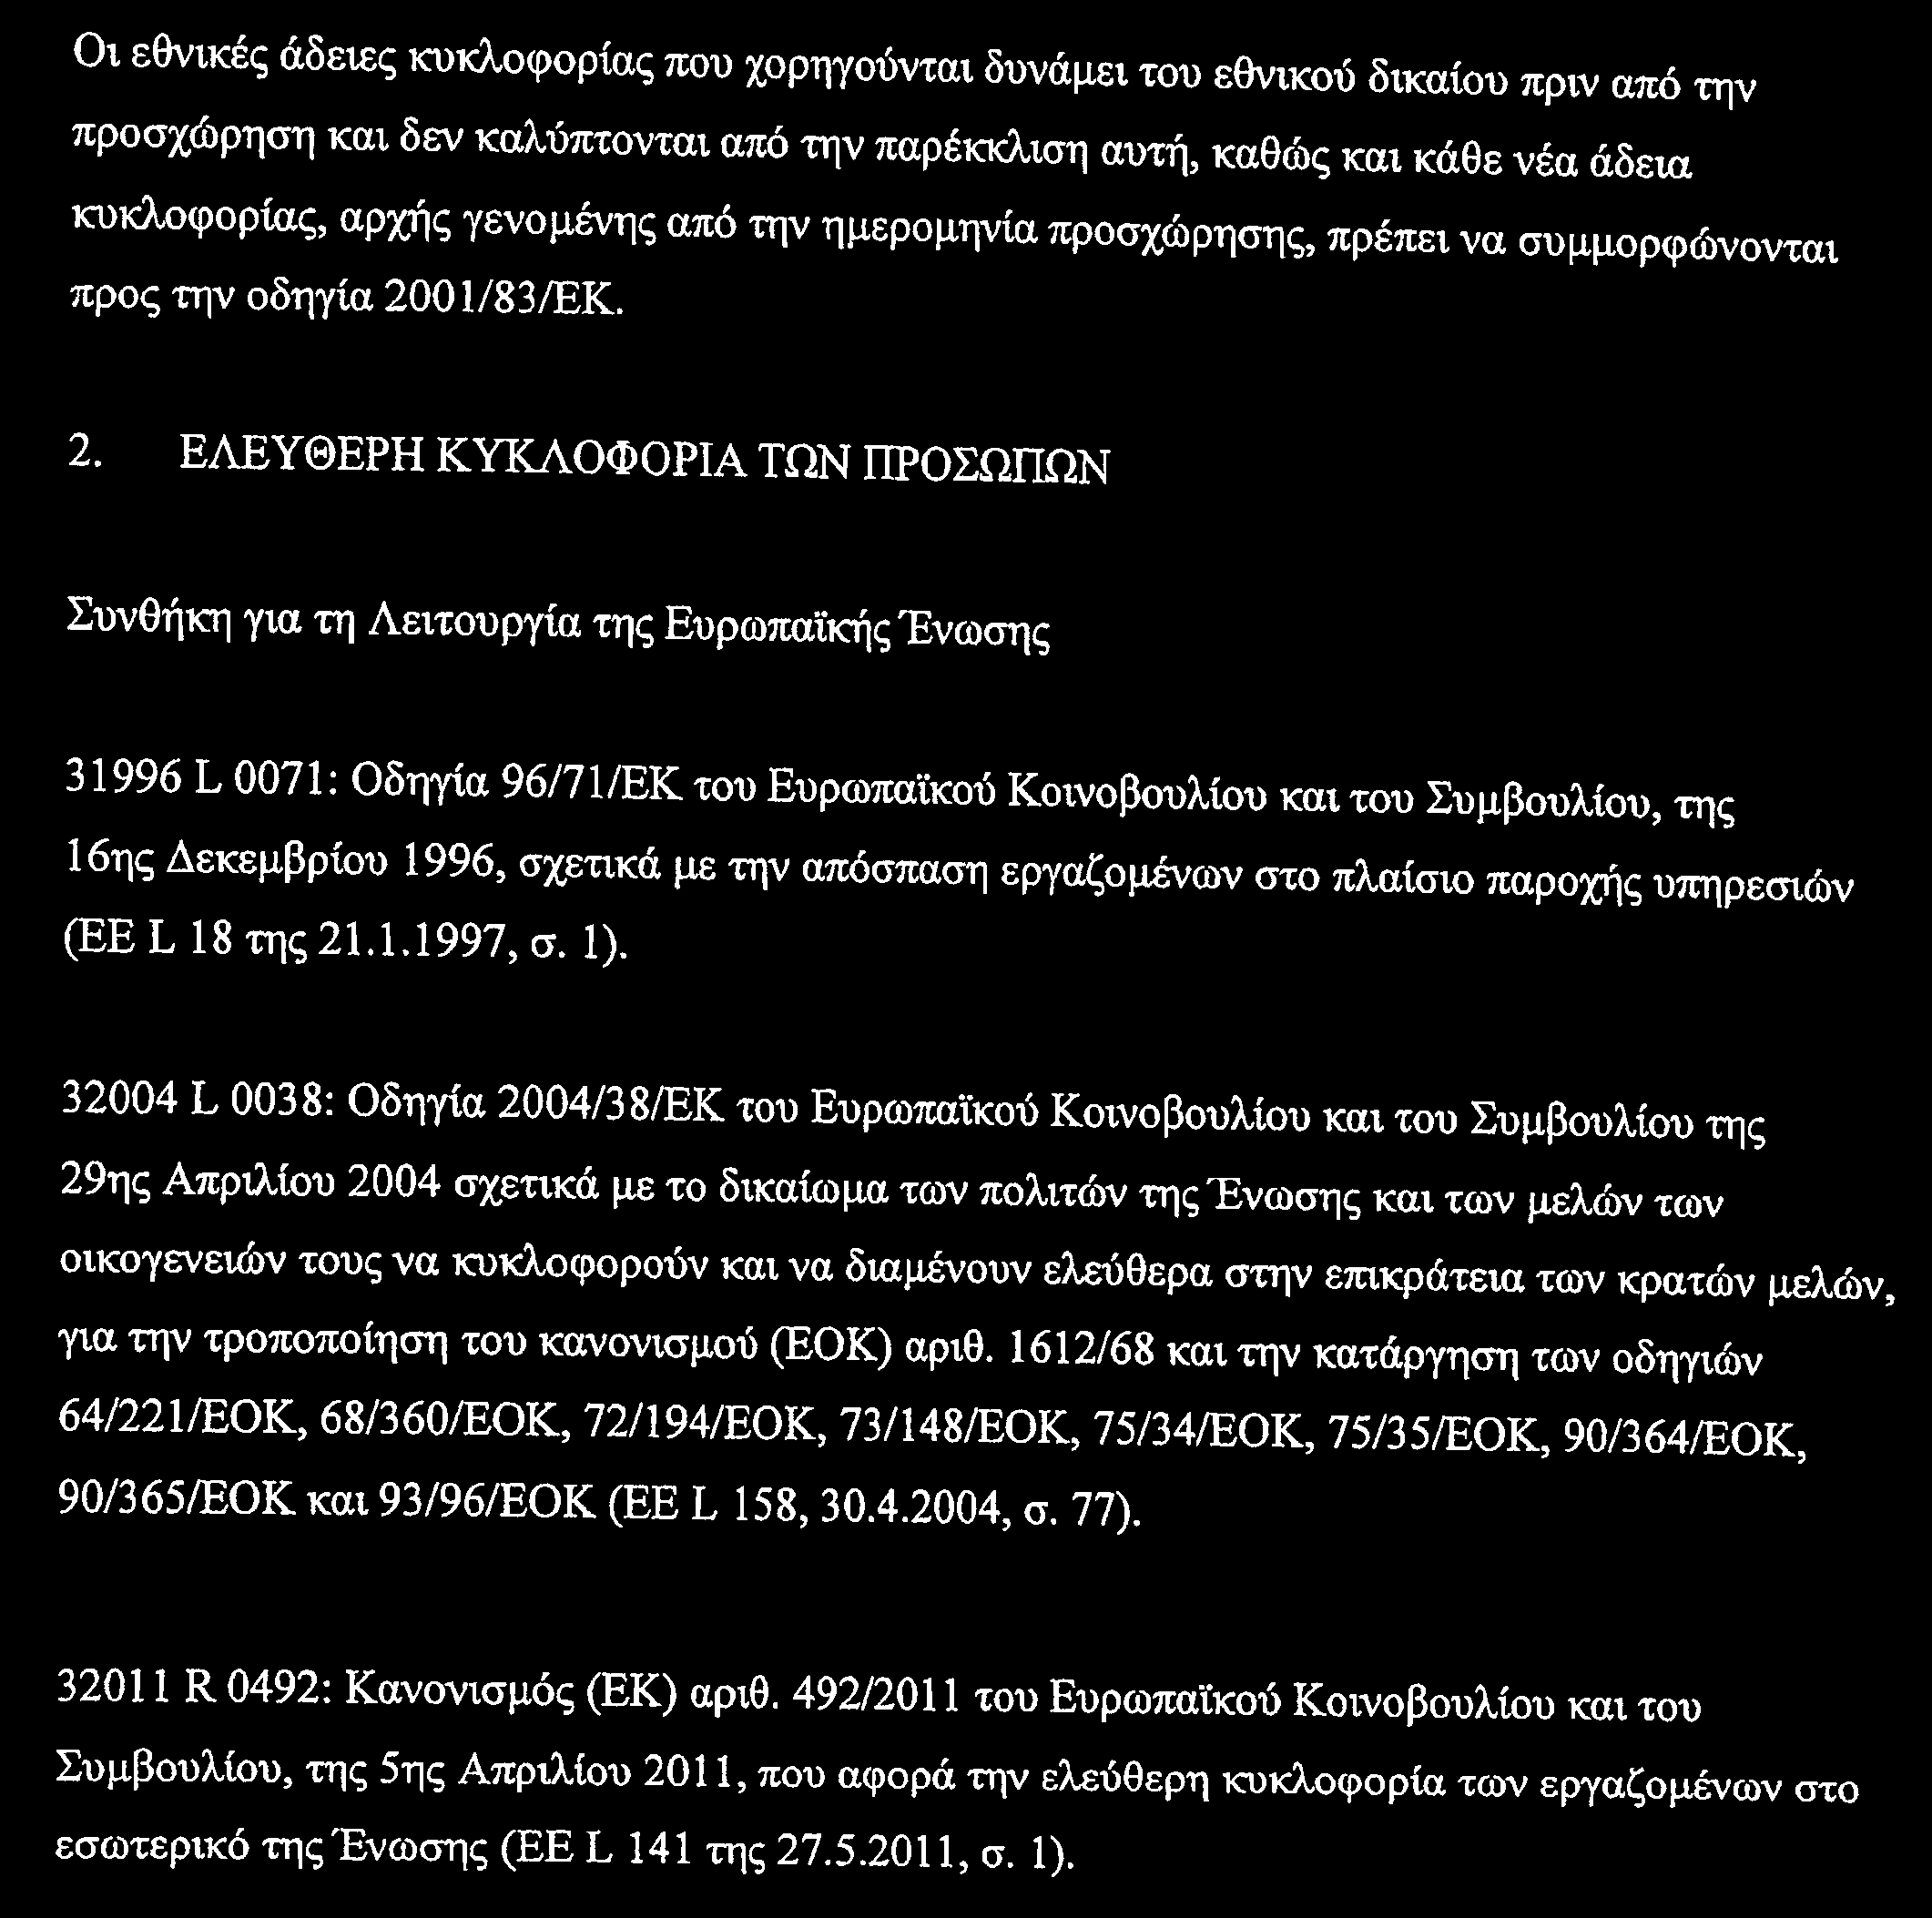 Οι εθνικές άδειες κυκλοφορίας που χορηγούνται δυνάμει του εθνικού δικαίου πριν από την
προσχώρηση και δεν καλύπτονται από την παρέκκλιση αυτή, καθώς και κάθε νέα άδεια
κυκλοφορίας, αρχής γενομένης από την ημερομηνία προσχώρησης, πρέπει να συμμορφώνονται
προς την οδηγία 2001/83/ΕΚ.
2. ΕΛΕΥΘΕΡΗ ΚΥΚΛΟΦΟΡΙΑ ΤΩΝ ΠΡΟΣΩΠΩΝ
Συνθήκη για τη Λειτουργία της Ευρωπαϊκής Ένωσης
31996 L 0071: Οδηγία 96/71/ΕΚ του Ευρωπαϊκού Κοινοβουλίου και του Συμβουλίου, της
16ης Δεκεμβρίου 1996, σχετικά με την απόσπαση εργαζομένων στο πλαίσιο παροχής υπηρεσιών
(ΕΕ L 18 της 21.1.1997, σ. 1).
32004 L 0038: Οδηγία 2004/38/ΕΚ του Ευρωπαϊκού Κοινοβουλίου και του Συμβουλίου της
29ης Απριλίου 2004 σχετικά με το δικαίωμα των πολιτών της Ένωσης και των μελών των
οικογενειών τους να κυκλοφορούν και να διαμένουν ελεύθερα στην επικράτεια των κρατών μελών,
για την τροποποίηση του κανονισμού (ΕΟΚ) αριθ. 1612/68 και την κατάργηση των οδηγιών
64/221/ΕΟΚ, 68/360/ΕΟΚ, 72/194/ΕΟΚ, 73/148/ΕΟΚ, 75/34/ΕΟΚ, 75/35/ΕΟΚ, 90/364/ΕΟΚ,
90/365/ΕΟΚ και 93/96/ΕΟΚ (ΕΕ L 158, 30.4.2004, σ. 77).
32011 R 0492: Κανονισμός (ΕΚ) αριθ. 492/2011 του Ευρωπαϊκού Κοινοβουλίου και του
Συμβουλίου, της 5ης Απριλίου 2011, που αφορά την ελεύθερη κυκλοφορία των εργαζομένων στο
εσωτερικό της Ένωσης (ΕΕ L 141 της 27.5.2011, σ. 1).